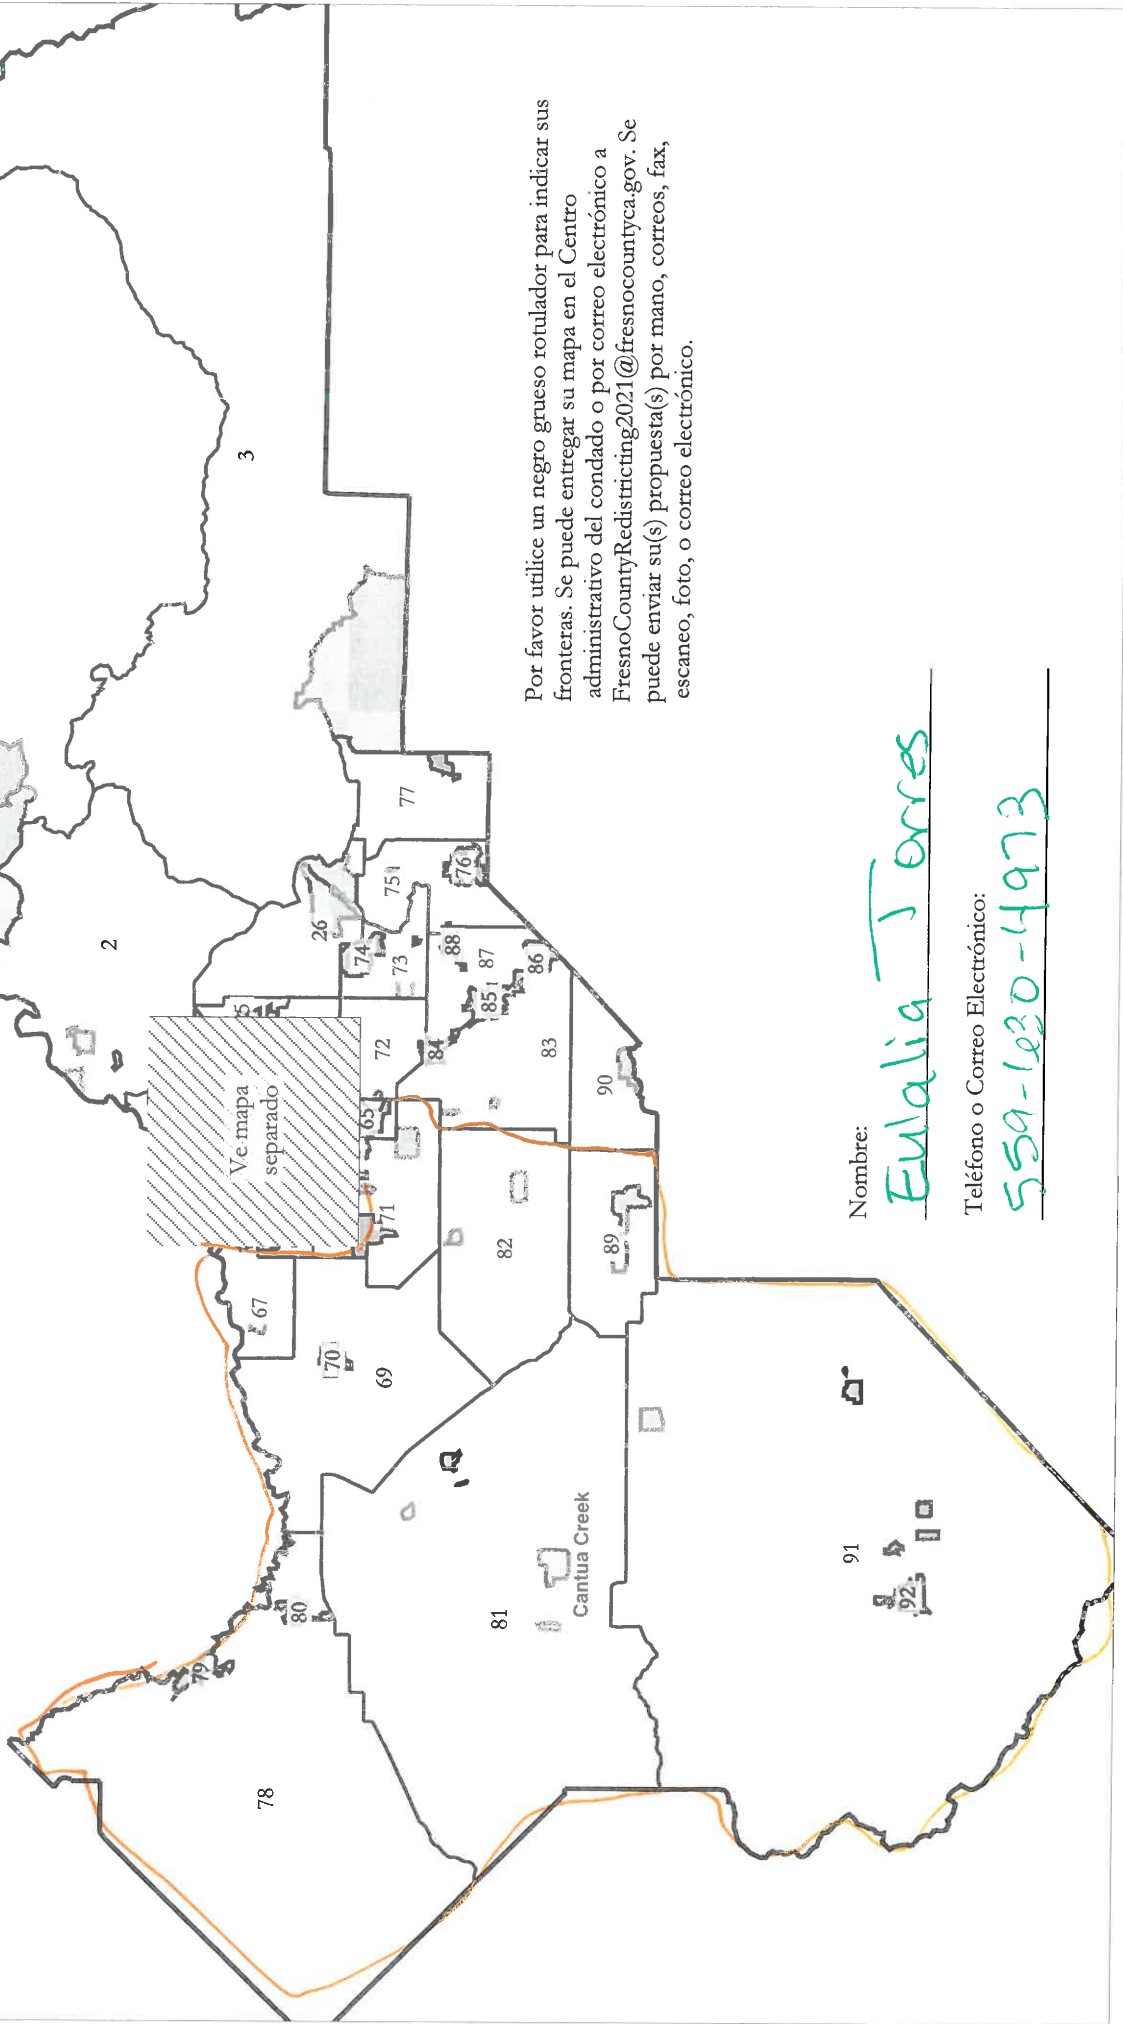 3
2
Por favor utilice un negro grueso rotulador para indicar sus
fronteras. Se puede entregar su mapa en el Centro
administrativo del condado o por correo electrónico a
FresnoCountyRedistricting2021@fresnocountyca.gov. Se
puede enviar su(s) propuesta(s) por mano, correos, fax,
escaneo, foto, o correo electrónico.
Ve mapa
separado
26
74
73
75
76
77
72
65
84
88
87
85
86
83
90
71
82
89
67
70
69
79
80
78
81
Cantua Creek
91
92
Nombre:
Eulalia Torres
Teléfono o Correo Electrónico:
559-630-4973